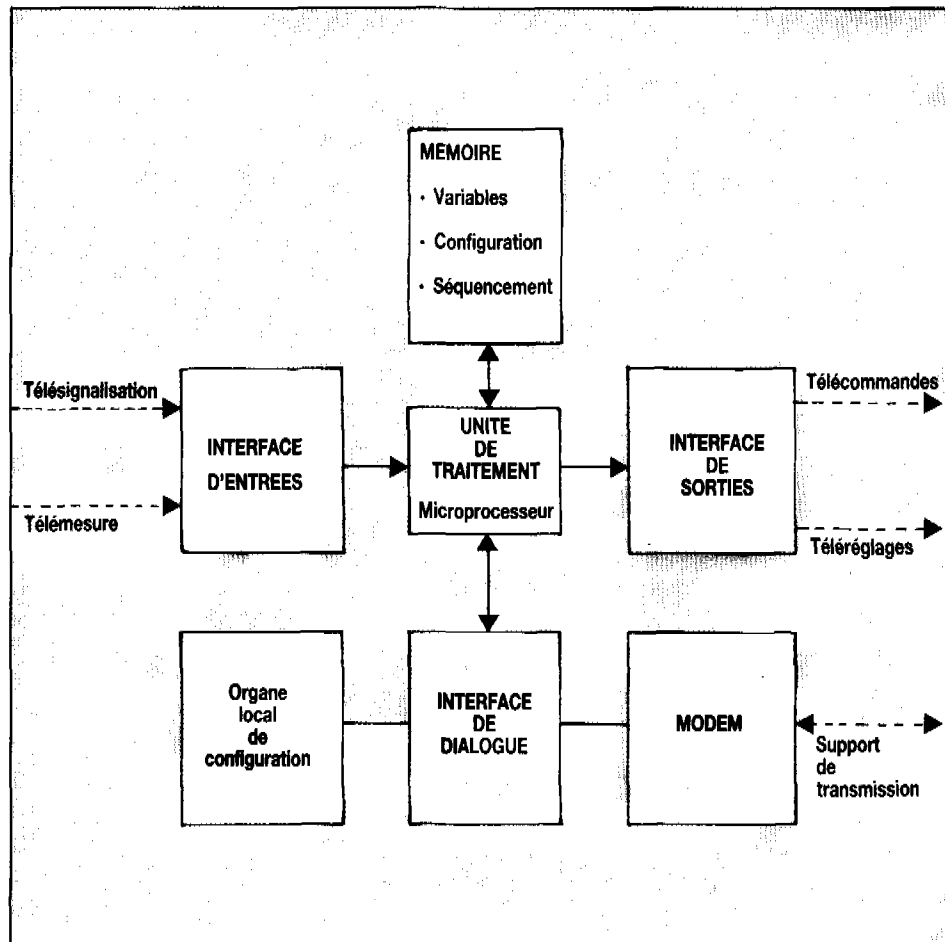 MEMOIRE
· Variables
· Configuration
· Séquencement
Télésignalisation
Télémesure
INTERFACE
D'ENTREES
UNITE
DE
TRAITEMENT
Microprocesseur
INTERFACE
DE
SORTIES
Télécommandes
Téléréglages
Organe
local
de
configuration
INTERFACE
DE
DIALOGUE
MODEM
Support
de
transmission